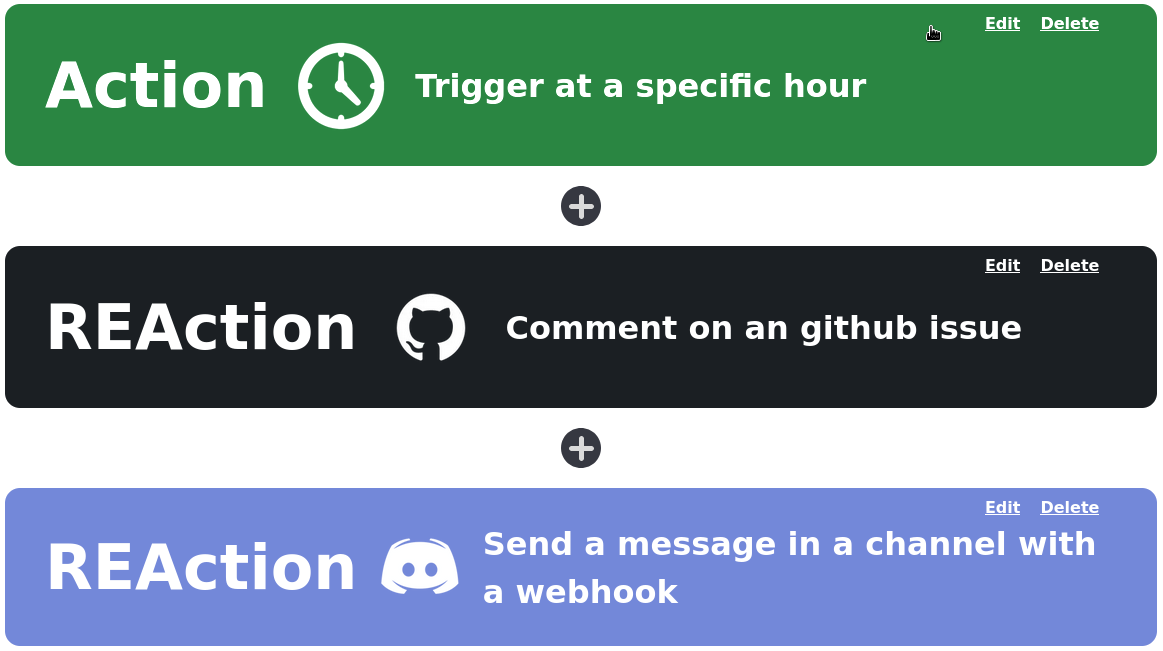 Edit Delete
Action Trigger at a specific hour
Edit Delete
REAction Comment on an github issue
Edit Delete
REAction Send a message in a channel with
a webhook